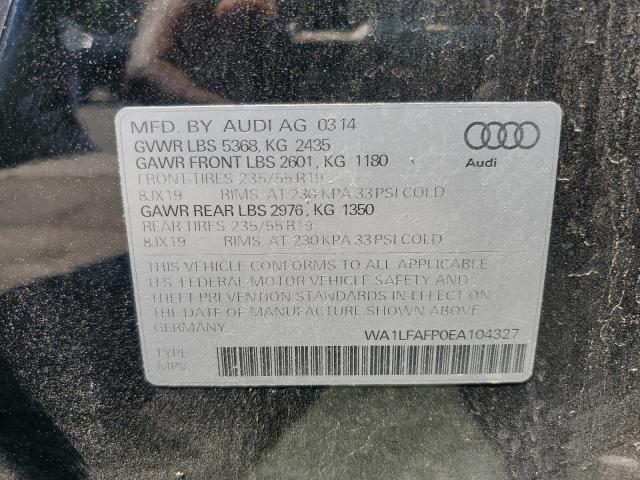 MFD. BY AUDI AG 0314
GVWR LBS 5368, KG 2435
GAWR FRONT LBS 2601, KG 1180
FRONT-TIRES 235/55 R19
8JX19 RIMS, AT 230 KPA 33 PSI COLD
GAWR REAR LBS 2976, KG 1350
REAR TIRES 235/55 R19
8JX19 RIMS, AT 230 KPA 33 PSI COLD
Audi
THIS VEHICLE CONFORMS TO ALL APPLICABLE
U.S. FEDERAL MOTOR VEHICLE SAFETY AND
THEFT PREVENTION STANDARDS IN EFFECT ON
THE DATE OF MANUFACTURE SHOWN ABOVE
GERMANY
WA1LFAFP0EA104327
TYPE
MPV